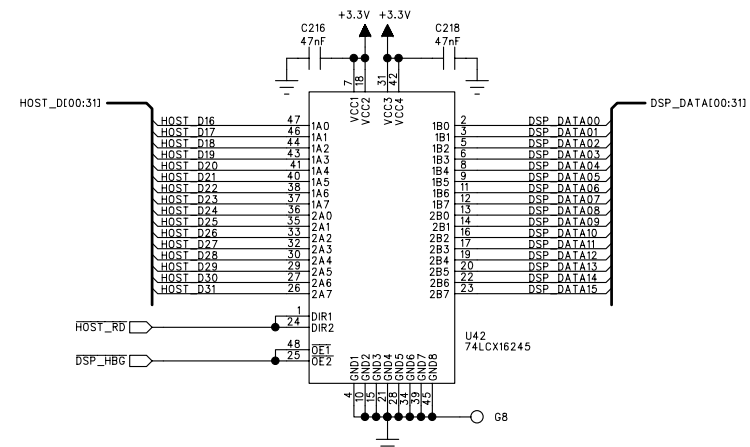 +3.3V +3.3V
C216 C218
47nF 47nF
7 18 31 42
VCC1 VCC2 VCC3 VCC4
HOST_D[00:31] DSP_DATA[00:31]
HOST_D16 47 1A0 1B0 2 DSP_DATA00
HOST_D17 46 1A1 1B1 3 DSP_DATA01
HOST_D18 44 1A2 1B2 5 DSP_DATA02
HOST_D19 43 1A3 1B3 6 DSP_DATA03
HOST_D20 41 1A4 1B4 8 DSP_DATA04
HOST_D21 40 1A5 1B5 9 DSP_DATA05
HOST_D22 38 1A6 1B6 11 DSP_DATA06
HOST_D23 37 1A7 1B7 12 DSP_DATA07
HOST_D24 36 2A0 2B0 13 DSP_DATA08
HOST_D25 35 2A1 2B1 14 DSP_DATA09
HOST_D26 33 2A2 2B2 16 DSP_DATA10
HOST_D27 32 2A3 2B3 17 DSP_DATA11
HOST_D28 30 2A4 2B4 19 DSP_DATA12
HOST_D29 29 2A5 2B5 20 DSP_DATA13
HOST_D30 27 2A6 2B6 22 DSP_DATA14
HOST_D31 26 2A7 2B7 23 DSP_DATA15
1 DIR1
HOST_RD 24 DIR2
48 OE1
DSP_HBG 25 OE2
U42
74LCX16245
GND1 GND2 GND3 GND4 GND5 GND6 GND7 GND8
4 10 15 21 28 34 39 45
G8